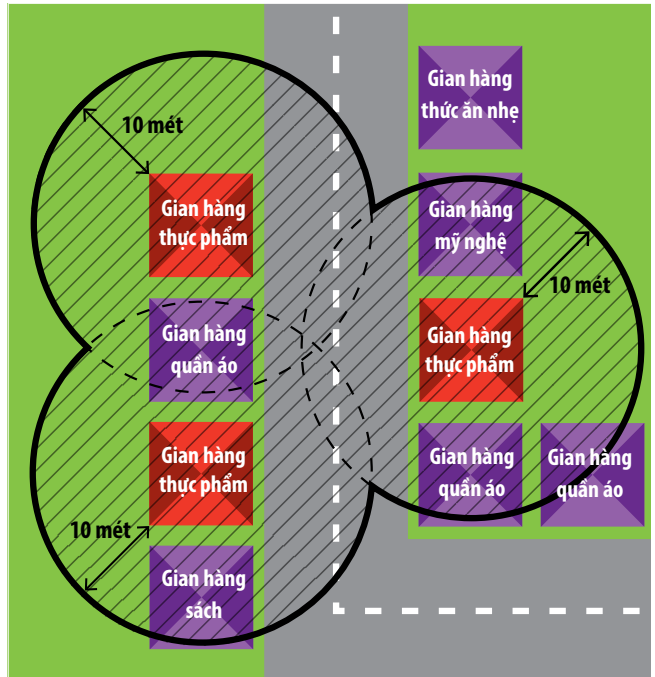 10 mét
Gian hàng
thực phẩm
Gian hàng
quần áo
Gian hàng
thực phẩm
10 mét
Gian hàng
sách
Gian hàng
thức ăn nhẹ
Gian hàng
mỹ nghệ
10 mét
Gian hàng
thực phẩm
Gian hàng
quần áo
Gian hàng
quần áo